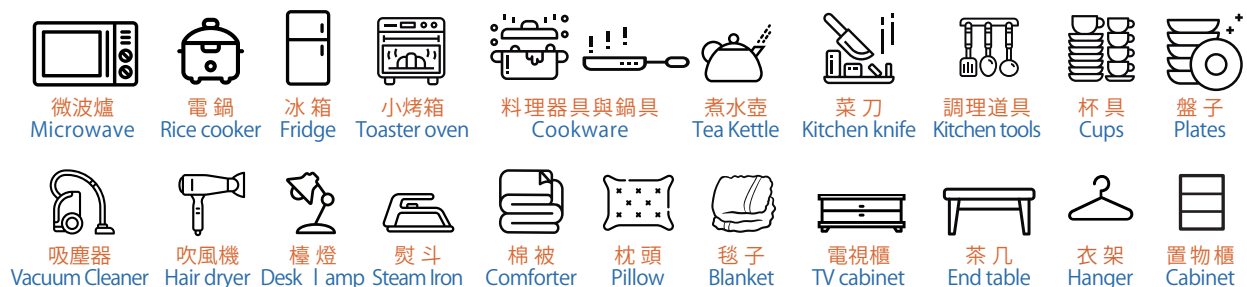 微波爐 電鍋 冰箱 小烤箱 料理器具與鍋具 煮水壺 菜刀 調理道具 杯具 盤子
Microwave Rice cooker Fridge Toaster oven Cookware Tea Kettle Kitchen knife Kitchen tools Cups Plates
吸塵器 吹風機 檯燈 熨斗 棉被 枕頭 毯子 電視櫃 茶几 衣架 置物櫃
Vacuum Cleaner Hair dryer Desk l amp Steam Iron Comforter Pillow Blanket TV cabinet End table Hanger Cabinet